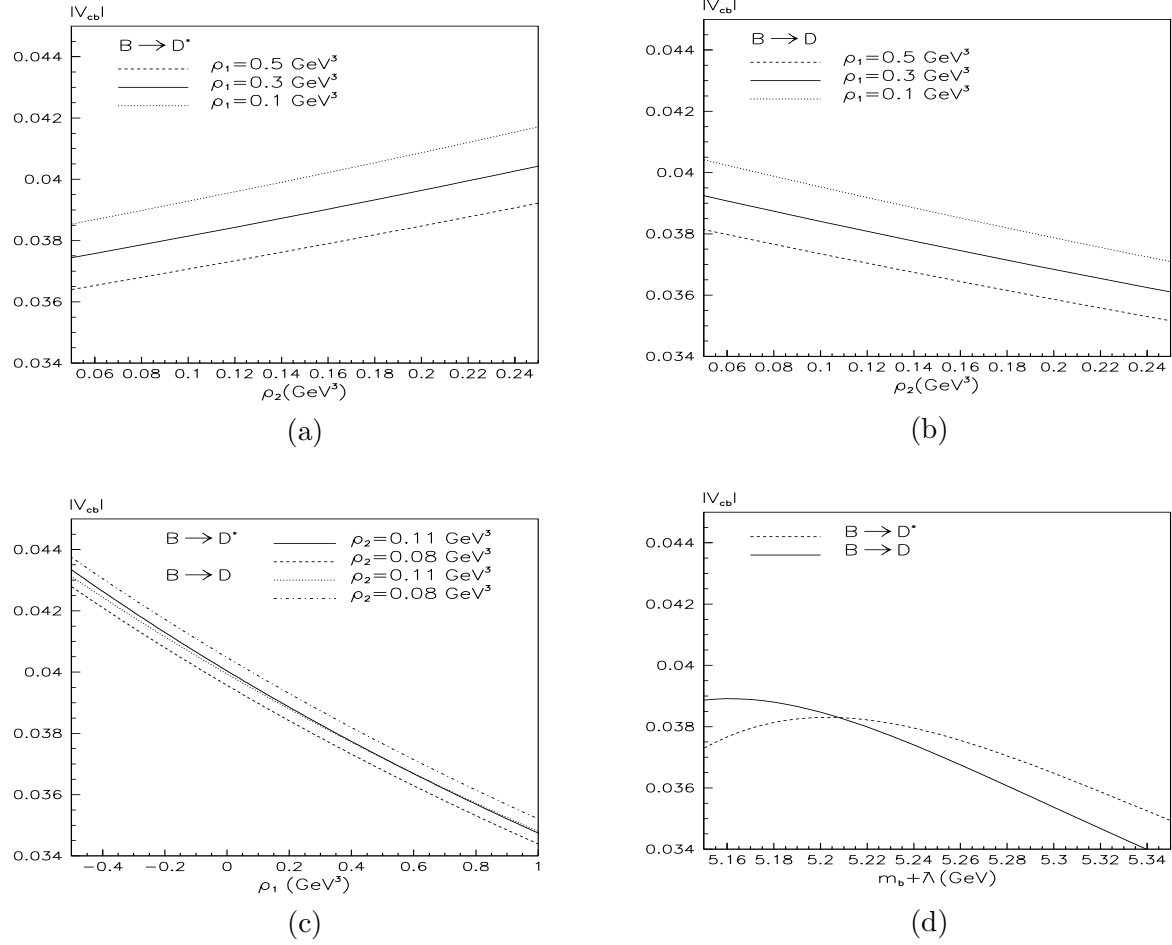 |V_cb|
0.044
0.042
0.04
0.038
0.036
0.034
B → D*
ρ₁=0.5 GeV³
ρ₁=0.3 GeV³
ρ₁=0.1 GeV³
0.06 0.08 0.1 0.12 0.14 0.16 0.18 0.2 0.22 0.24
ρ₂(GeV³)
(a)
|V_cb|
0.044
0.042
0.04
0.038
0.036
0.034
B → D
ρ₁=0.5 GeV³
ρ₁=0.3 GeV³
ρ₁=0.1 GeV³
0.06 0.08 0.1 0.12 0.14 0.16 0.18 0.2 0.22 0.24
ρ₂(GeV³)
(b)
|V_cb|
0.044
0.042
0.04
0.038
0.036
0.034
B → D* ρ₂=0.11 GeV³
ρ₂=0.08 GeV³
B → D ρ₂=0.11 GeV³
ρ₂=0.08 GeV³
−0.4 −0.2 0 0.2 0.4 0.6 0.8 1
ρ₁ (GeV³)
(c)
|V_cb|
0.044
0.042
0.04
0.038
0.036
0.034
B → D*
B → D
5.16 5.18 5.2 5.22 5.24 5.26 5.28 5.3 5.32 5.34
m_b+Λ̄ (GeV)
(d)